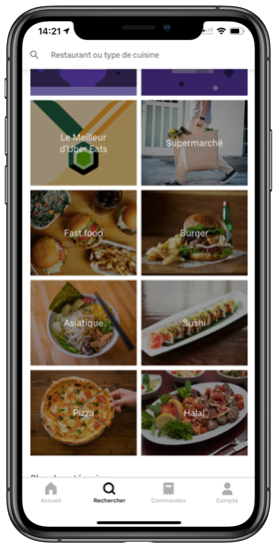 14:21
Restaurant ou type de cuisine
Le Meilleur
d'Uber Eats
Supermarché
Fast food
Burger
Asiatique
Sushi
Pizza
Halal
Accueil
Rechercher
Commandes
Compte